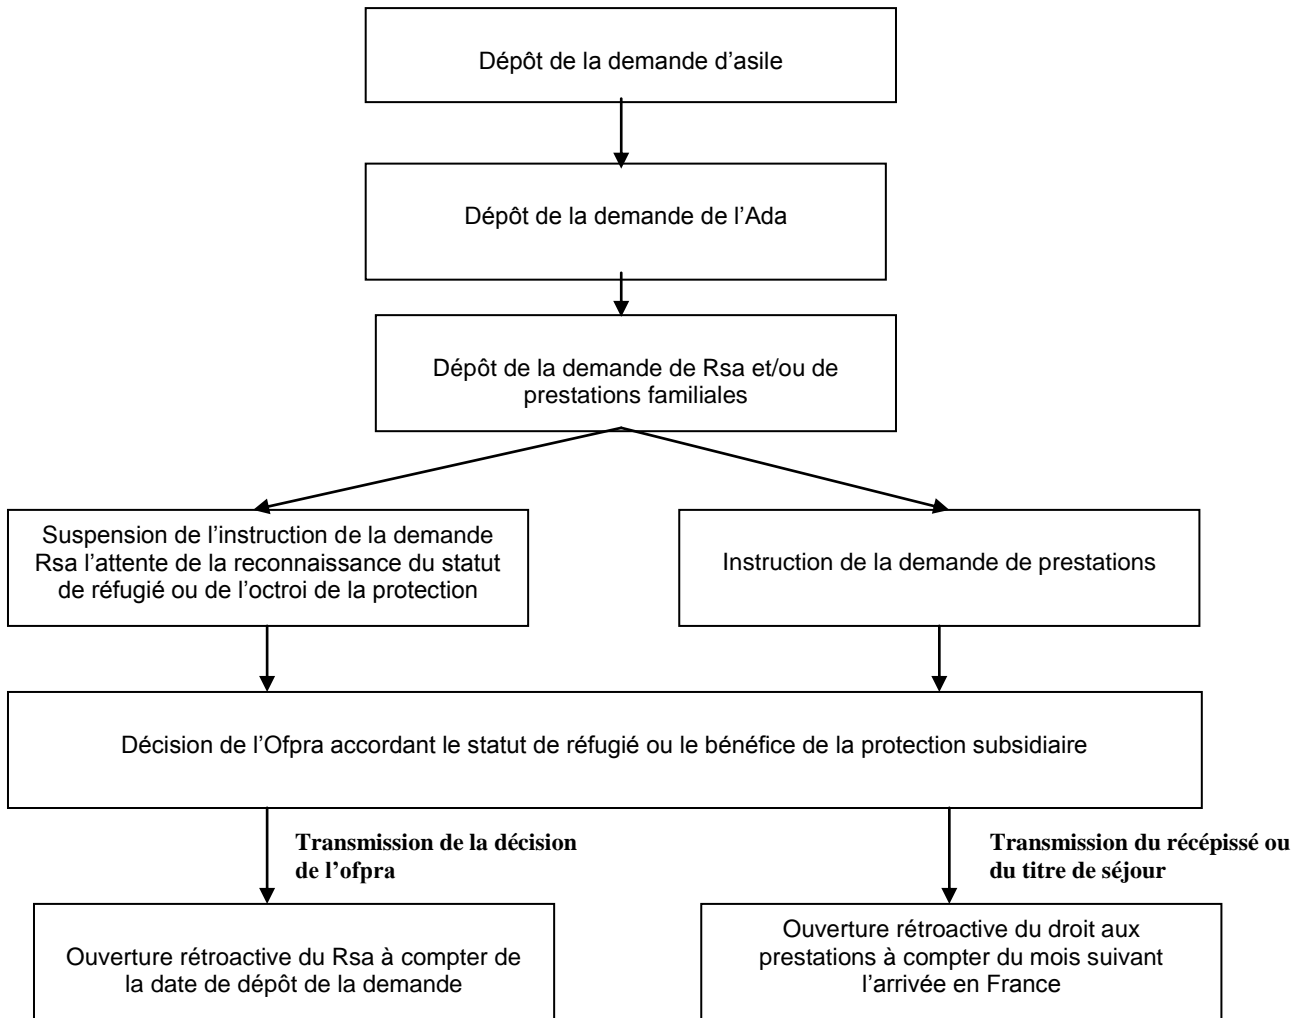 Dépôt de la demande d’asile
Dépôt de la demande de l’Ada
Dépôt de la demande de Rsa et/ou de
prestations familiales
Suspension de l’instruction de la demande
Rsa l’attente de la reconnaissance du statut
de réfugié ou de l’octroi de la protection
Instruction de la demande de prestations
Décision de l’Ofpra accordant le statut de réfugié ou le bénéfice de la protection subsidiaire
Transmission de la décision
de l’ofpra
Transmission du récépissé ou
du titre de séjour
Ouverture rétroactive du Rsa à compter de
la date de dépôt de la demande
Ouverture rétroactive du droit aux
prestations à compter du mois suivant
l’arrivée en France